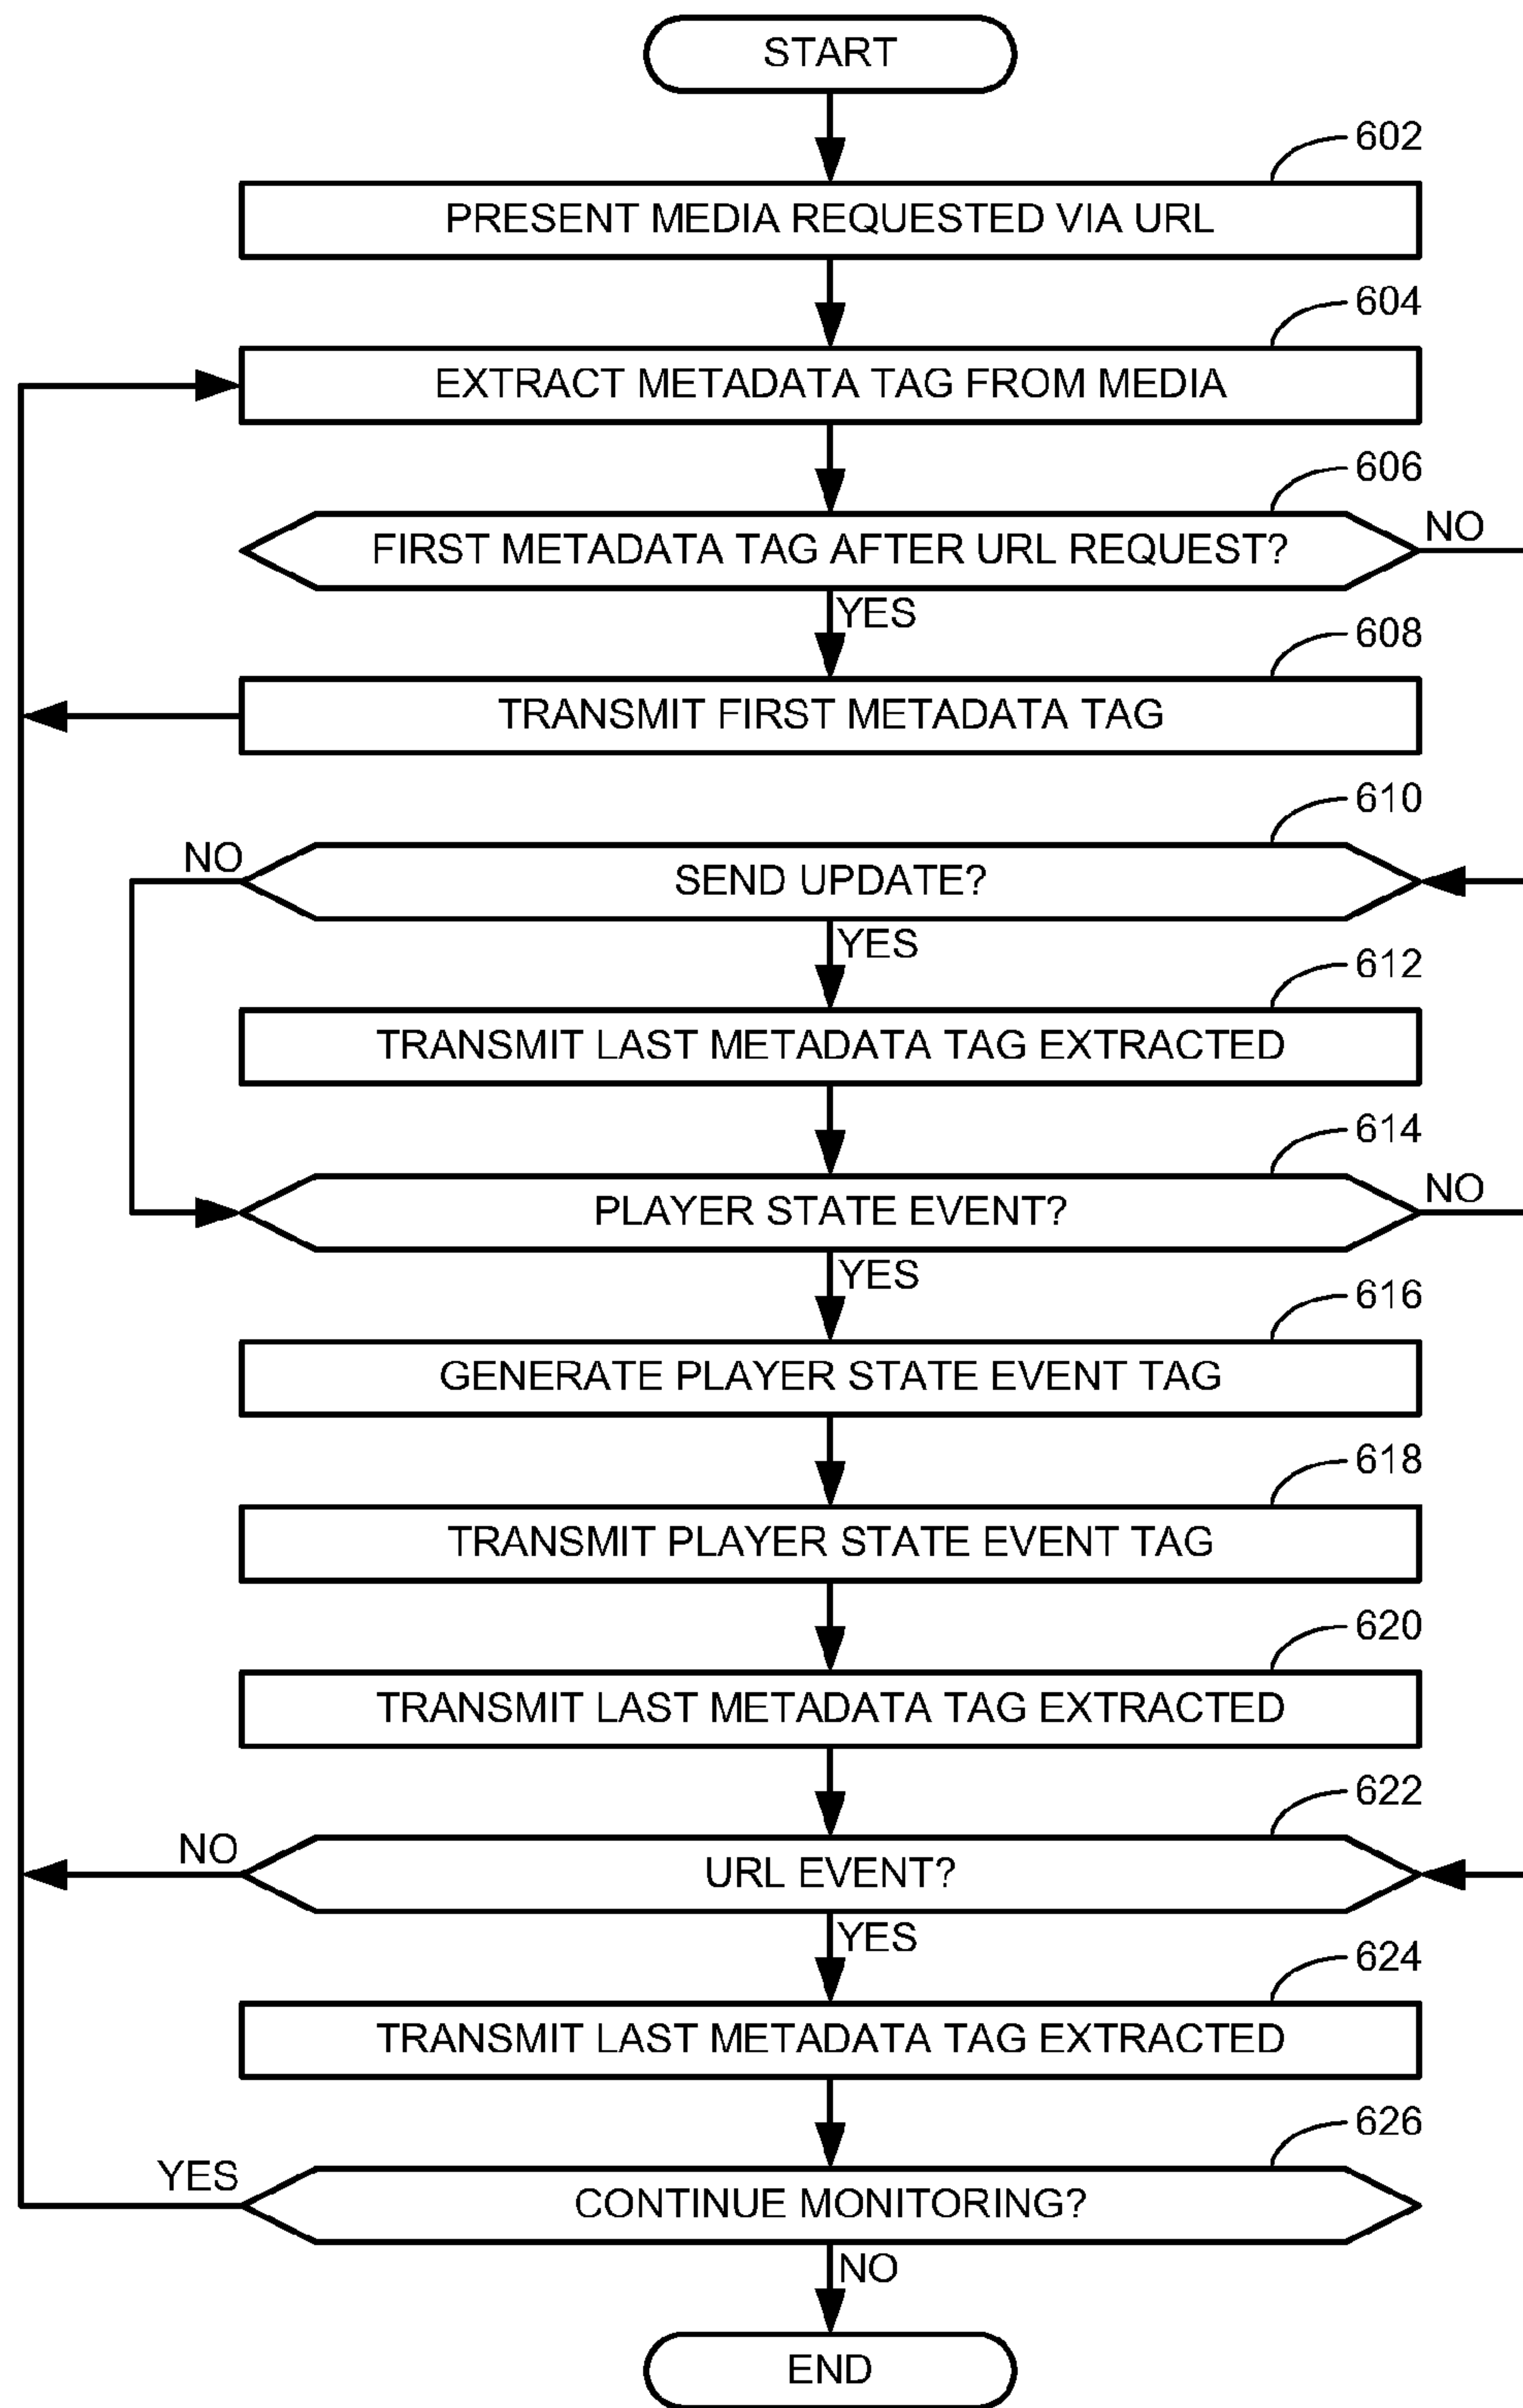 START
602
PRESENT MEDIA REQUESTED VIA URL
604
EXTRACT METADATA TAG FROM MEDIA
606
FIRST METADATA TAG AFTER URL REQUEST?
NO
YES
608
TRANSMIT FIRST METADATA TAG
610
NO
SEND UPDATE?
YES
612
TRANSMIT LAST METADATA TAG EXTRACTED
614
PLAYER STATE EVENT?
NO
YES
616
GENERATE PLAYER STATE EVENT TAG
618
TRANSMIT PLAYER STATE EVENT TAG
620
TRANSMIT LAST METADATA TAG EXTRACTED
622
NO
URL EVENT?
YES
624
TRANSMIT LAST METADATA TAG EXTRACTED
626
YES
CONTINUE MONITORING?
NO
END